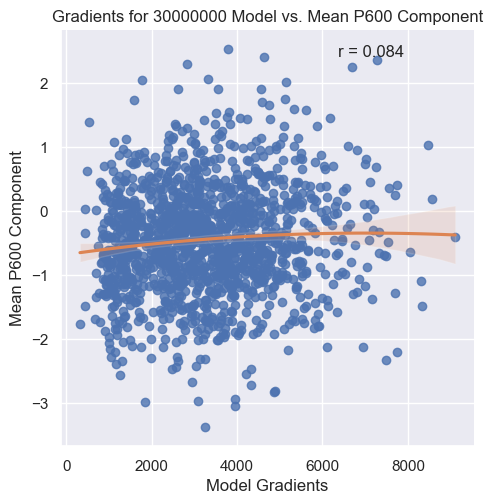 Gradients for 30000000 Model vs. Mean P600 Component
r = 0.084
2
1
0
−1
−2
−3
Mean P600 Component
0 2000 4000 6000 8000
Model Gradients